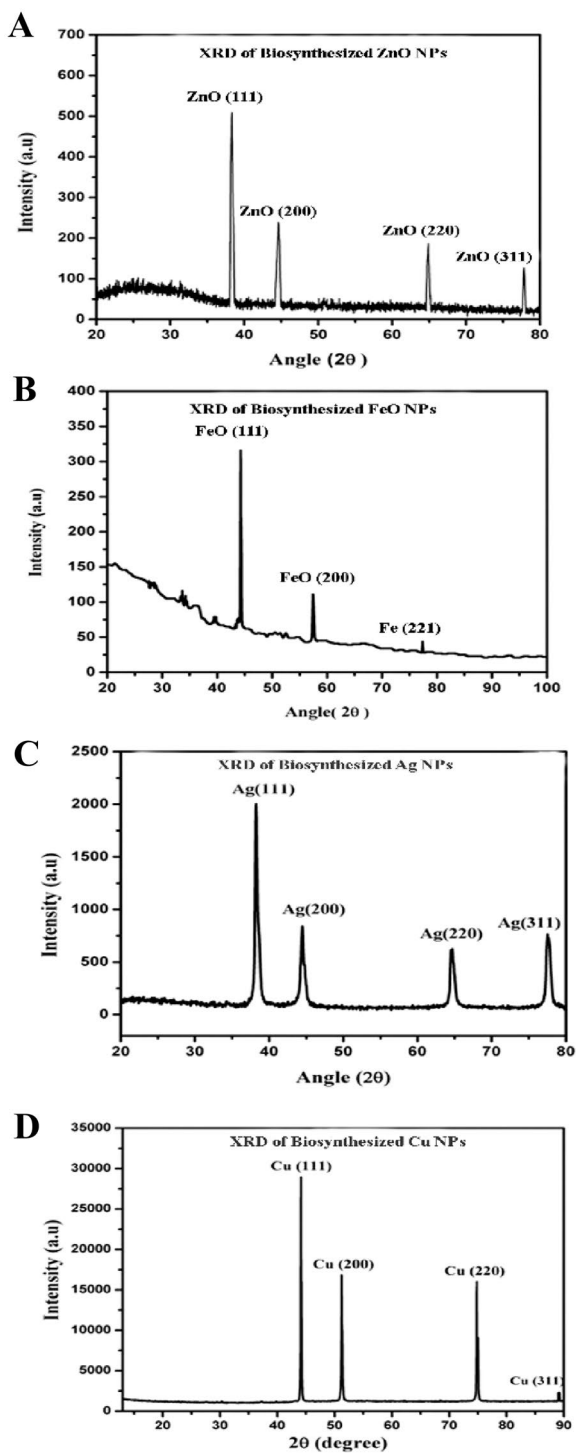 A
XRD of Biosynthesized ZnO NPs
ZnO (111)
ZnO (200)
ZnO (220)
ZnO (311)
Intensity (a.u)
700
600
500
400
300
200
100
0
20 30 40 50 60 70 80
Angle (2θ )
B
XRD of Biosynthesized FeO NPs
FeO (111)
FeO (200)
Fe (221)
Intensity (a.u)
400
350
300
250
200
150
100
50
0
20 30 40 50 60 70 80 90 100
Angle( 2θ )
C
XRD of Biosynthesized Ag NPs
Ag(111)
Ag(200)
Ag(220)
Ag(311)
Intensity (a.u)
2500
2000
1500
1000
500
0
20 30 40 50 60 70 80
Angle (2θ)
D
XRD of Biosynthesized Cu NPs
Cu (111)
Cu (200)
Cu (220)
Cu (311)
Intensity (a.u)
35000
30000
25000
20000
15000
10000
5000
0
20 30 40 50 60 70 80 90
2θ (degree)